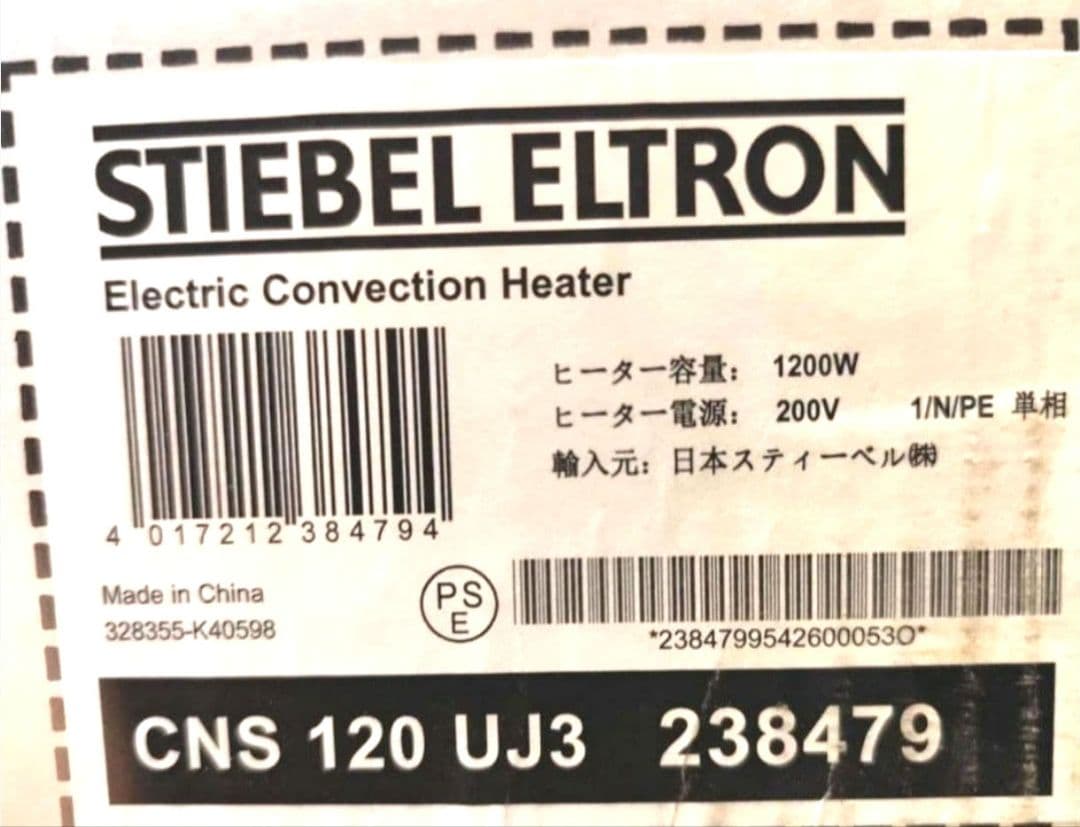 STIEBEL ELTRON
Electric Convection Heater
ヒーター容量： 1200W
ヒーター電源： 200V 1/N/PE 単相
輸入元：日本スティーベル㈱
4 017212 384794
Made in China
328355-K40598
PS
E
*2384799542600053O*
CNS 120 UJ3 238479